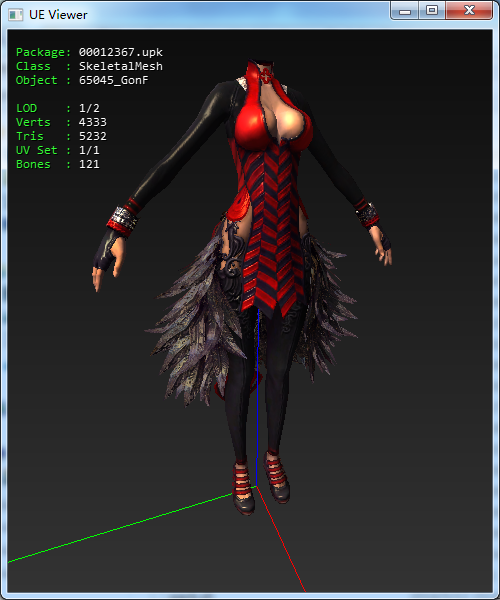 UE Viewer
Package: 00012367.upk
Class : SkeletalMesh
Object : 65045_GonF
LOD : 1/2
Verts : 4333
Tris : 5232
UV Set : 1/1
Bones : 121